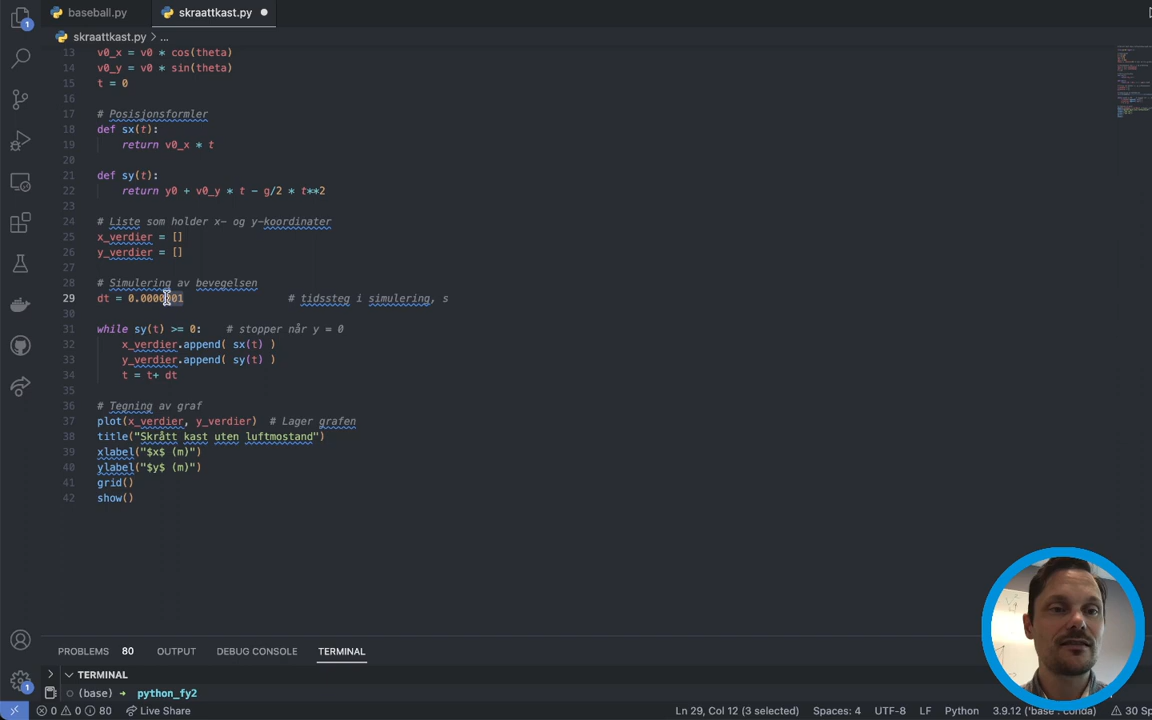 baseball.py skraattkast.py
skraattkast.py > ...
13 v0_x = v0 * cos(theta)
14 v0_y = v0 * sin(theta)
15 t = 0
16
17 # Posisjonsformler
18 def sx(t):
19 return v0_x * t
20
21 def sy(t):
22 return y0 + v0_y * t - g/2 * t**2
23
24 # Liste som holder x- og y-koordinater
25 x_verdier = []
26 y_verdier = []
27
28 # Simulering av bevegelsen
29 dt = 0.0000001 # tidssteg i simulering, s
30
31 while sy(t) >= 0: # stopper når y = 0
32 x_verdier.append( sx(t) )
33 y_verdier.append( sy(t) )
34 t = t+ dt
35
36 # Tegning av graf
37 plot(x_verdier, y_verdier) # Lager grafen
38 title("Skrått kast uten luftmostand")
39 xlabel("$x$ (m)")
40 ylabel("$y$ (m)")
41 grid()
42 show()
PROBLEMS 80 OUTPUT DEBUG CONSOLE TERMINAL
TERMINAL
(base) → python_fy2
0 0 80 Live Share Ln 29, Col 12 (3 selected) Spaces: 4 UTF-8 LF Python 3.9.12 ('base': conda) 30 Sp
1
1